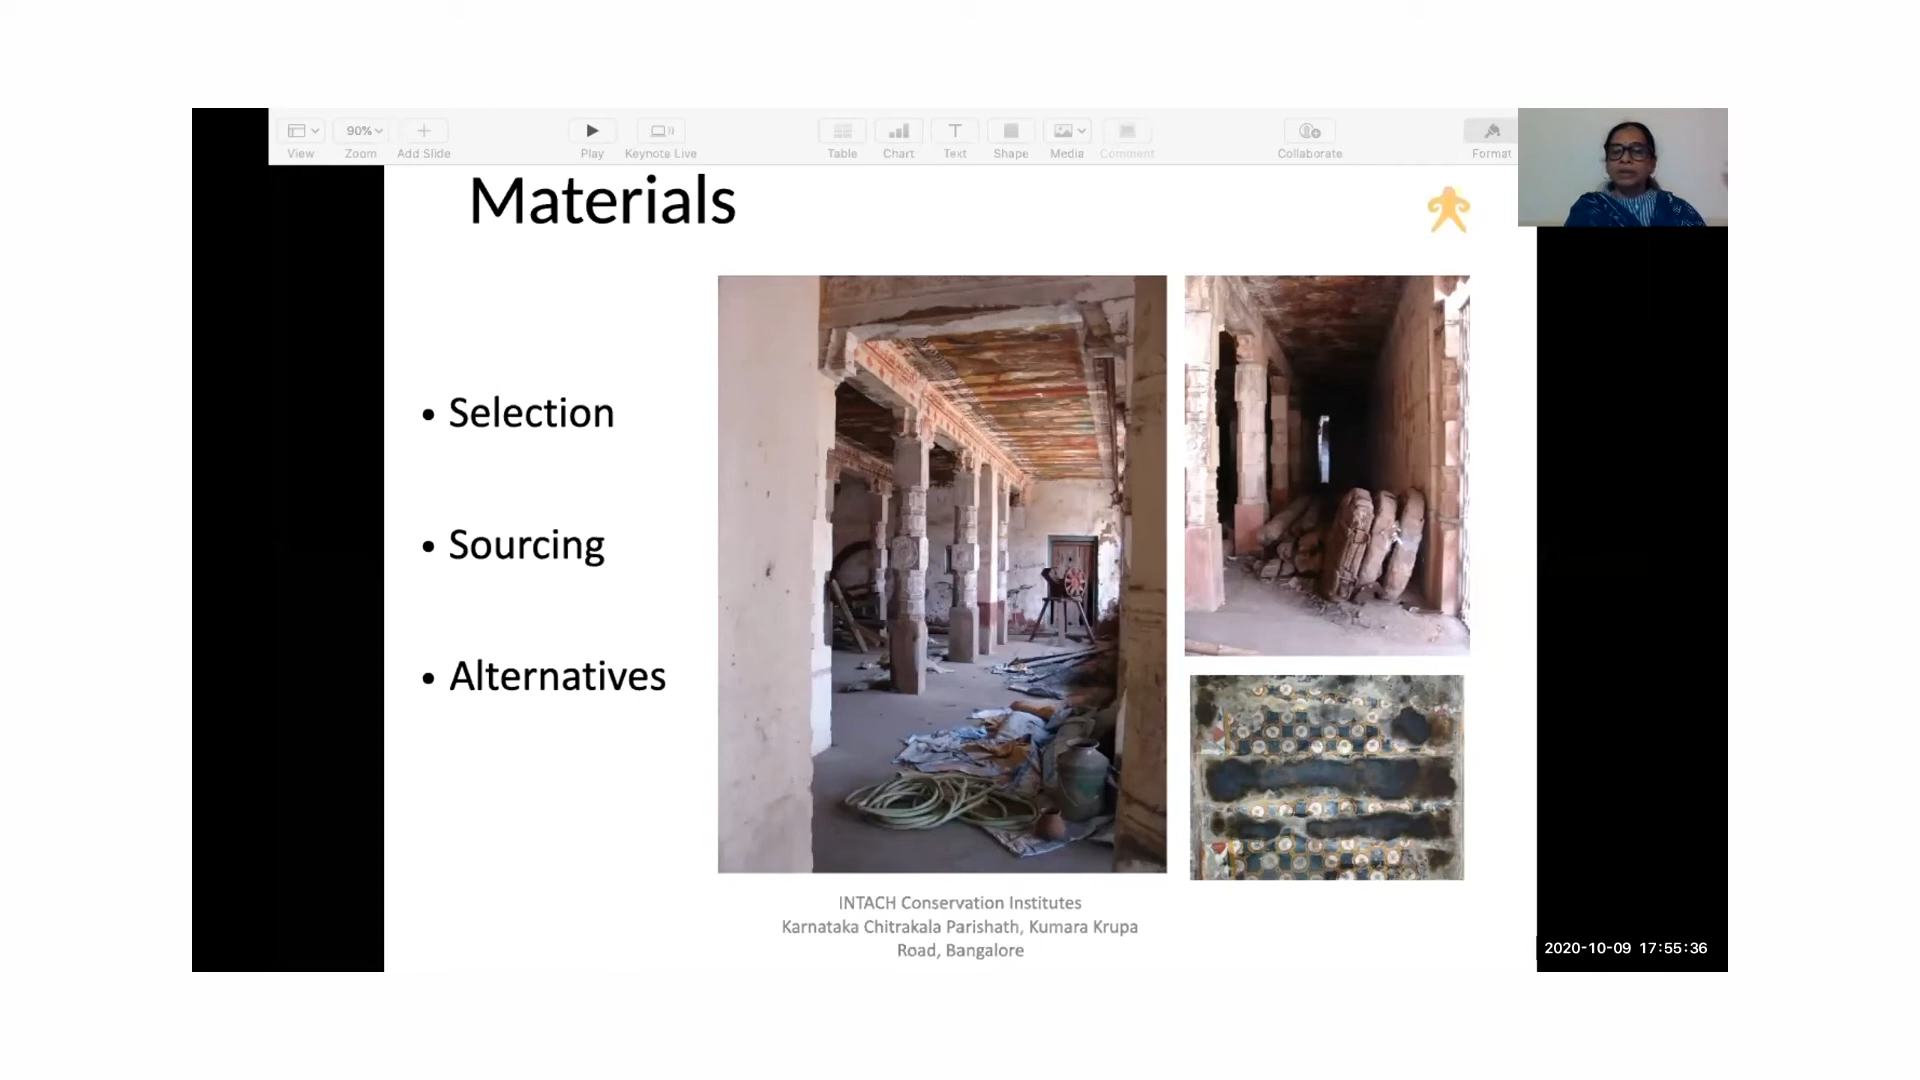 90%
View
Zoom
Add Slide
Play
Keynote Live
Table
Chart
Text
Shape
Media
Comment
Collaborate
Format
Materials
• Selection
• Sourcing
• Alternatives
INTACH Conservation Institutes
Karnataka Chitrakala Parishath, Kumara Krupa
Road, Bangalore
2020-10-09 17:55:36